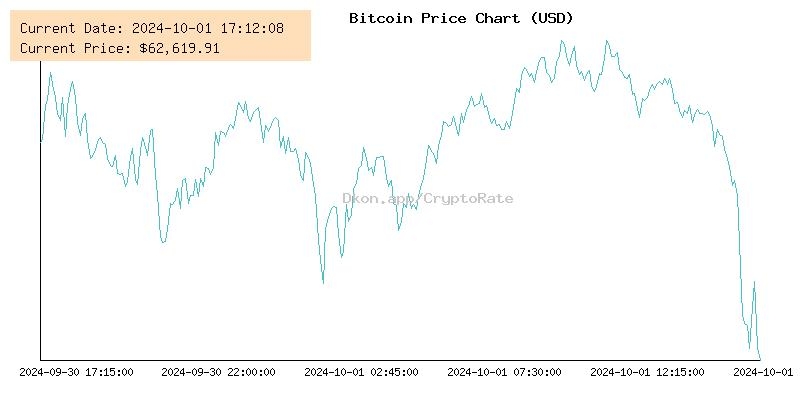 Bitcoin Price Chart (USD)
Current Date: 2024-10-01 17:12:08
Current Price: $62,619.91
Dkon.app/CryptoRate
2024-09-30 17:15:00
2024-09-30 22:00:00
2024-10-01 02:45:00
2024-10-01 07:30:00
2024-10-01 12:15:00
2024-10-01